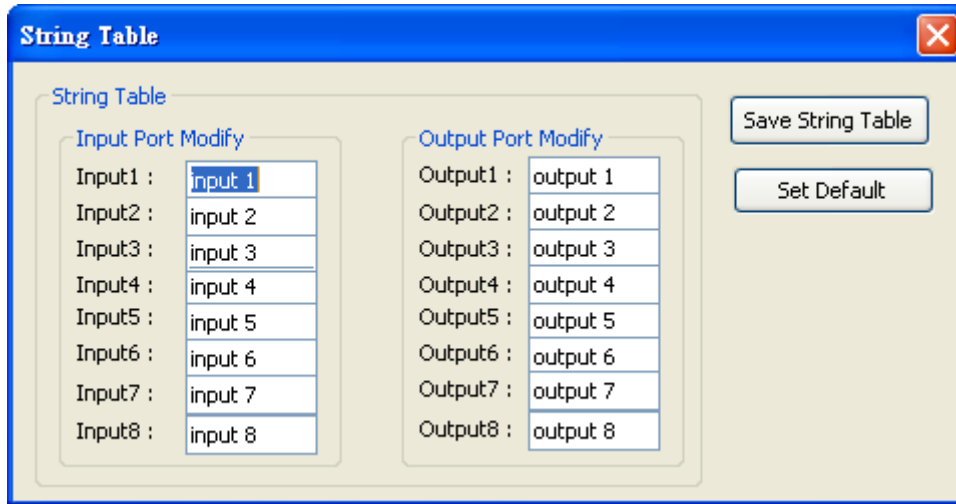 String Table
String Table
Save String Table
Set Default
Input Port Modify
Input1 : input 1
Input2 : input 2
Input3 : input 3
Input4 : input 4
Input5 : input 5
Input6 : input 6
Input7 : input 7
Input8 : input 8
Output Port Modify
Output1 : output 1
Output2 : output 2
Output3 : output 3
Output4 : output 4
Output5 : output 5
Output6 : output 6
Output7 : output 7
Output8 : output 8